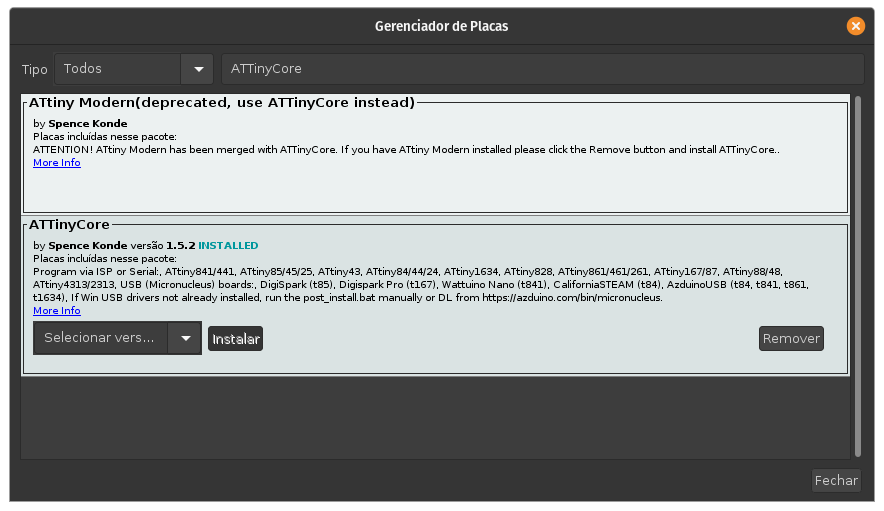 Gerenciador de Placas
Tipo Todos ATTinyCore
ATtiny Modern(deprecated, use ATTinyCore instead)
by Spence Konde
Placas incluídas nesse pacote:
ATTENTION! ATtiny Modern has been merged with ATTinyCore. If you have ATtiny Modern installed please click the Remove button and install ATTinyCore..
More Info
ATTinyCore
by Spence Konde versão 1.5.2 INSTALLED
Placas incluídas nesse pacote:
Program via ISP or Serial:, ATtiny841/441, ATtiny85/45/25, ATtiny43, ATtiny84/44/24, ATtiny1634, ATtiny828, ATtiny861/461/261, ATtiny167/87, ATtiny88/48,
ATtiny4313/2313, USB (Micronucleus) boards:, DigiSpark (t85), Digispark Pro (t167), Wattuino Nano (t841), CaliforniaSTEAM (t84), AzduinoUSB (t84, t841, t861,
t1634), If Win USB drivers not already installed, run the post_install.bat manually or DL from https://azduino.com/bin/micronucleus.
More Info
Selecionar vers... Instalar Remover
Fechar